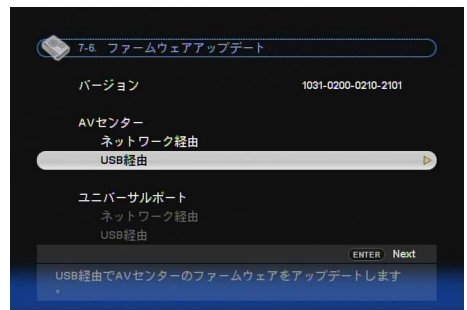 7-6. ファームウェアアップデート
バージョン 1031-0200-0210-2101
AVセンター
ネットワーク経由
USB経由
ユニバーサルポート
ネットワーク経由
USB経由
ENTER Next
USB経由でAVセンターのファームウェアをアップデートします
。